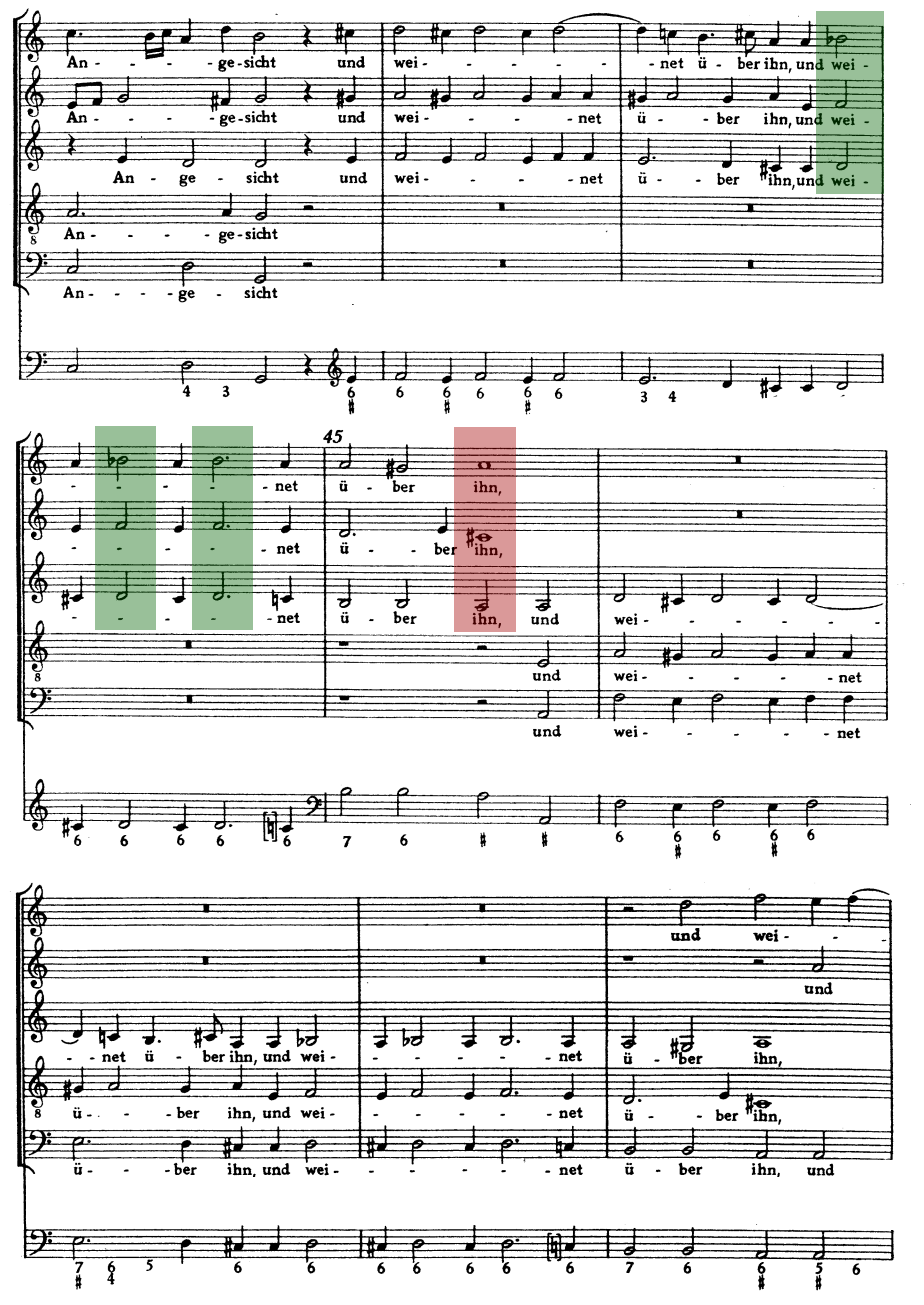 An- - - - ge-sicht und wei- - - - - net ü - ber ihn, und wei -
An- - - - ge-sicht und wei- - - - net ü - - ber ihn, und wei -
An - ge - sicht und wei- - - - net ü - - ber ihn, und wei -
8
An- - - - ge-sicht
An- - - ge - sicht
4 3 6 # 6 6 # 6 6 # 6 3 4
45
- - - - net ü - ber ihn,
- - - - net ü - - ber ihn,
- - - - net ü - ber ihn, und wei - - - -
8
und wei - - - - net
und wei - - - - net
6 6 6 6 [♮] 6 7 6 # # 6 6 6 6 6
# #
und wei - -
und
- - net ü - ber ihn, und wei - - - - net ü - ber ihn,
8
ü - - ber ihn, und wei - - - - net ü - - ber ihn,
ü - - ber ihn, und wei - - - - net ü - ber ihn, und
7 6 5 6 6 6 6 6 6 [♮] 6 7 6 6 5 6
# 4 # #